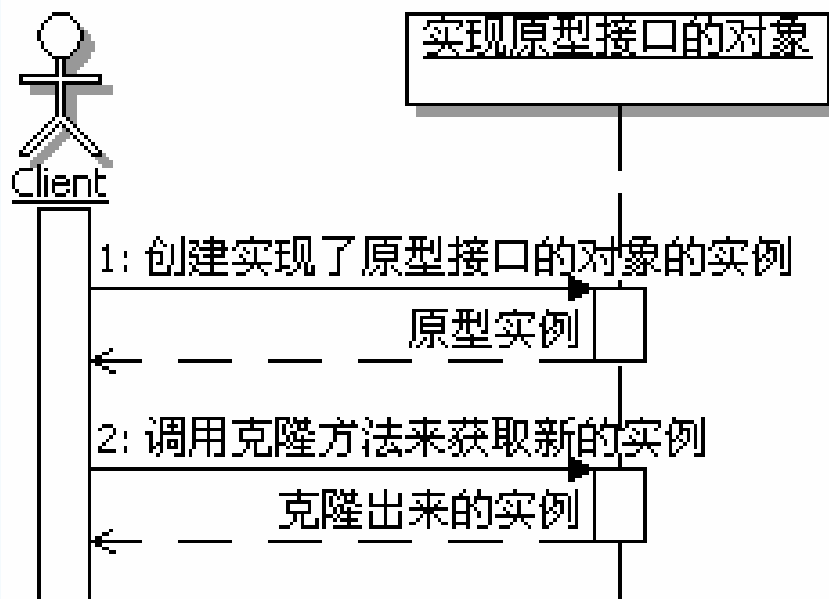 实现原型接口的对象
Client
1: 创建实现了原型接口的对象的实例
原型实例
2: 调用克隆方法来获取新的实例
克隆出来的实例